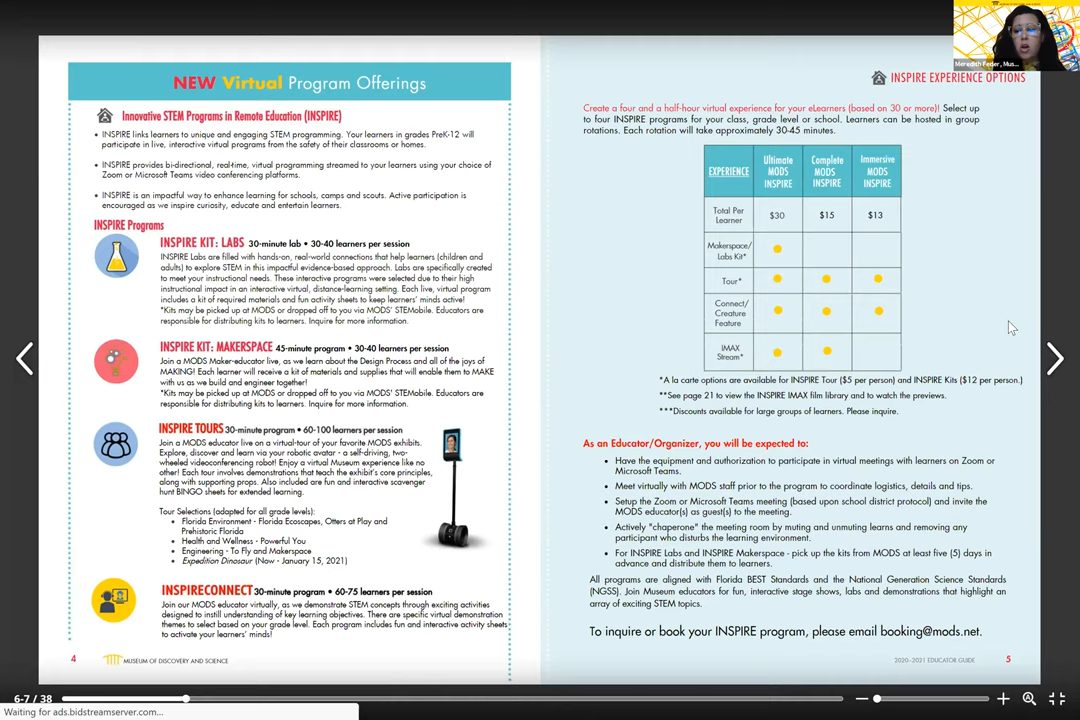 NEW Virtual Program Offerings
Innovative STEM Programs in Remote Education (INSPIRE)
• INSPIRE links learners to unique and engaging STEM programming. Your learners in grades PreK-12 will
participate in live, interactive virtual programs from the safety of their classrooms or homes.
• INSPIRE provides bi-directional, real-time, virtual programming streamed to your learners using your choice of
Zoom or Microsoft Teams video conferencing platforms.
• INSPIRE is an impactful way to enhance learning for schools, camps and scouts. Active participation is
encouraged as we inspire curiosity, educate and entertain learners.
INSPIRE Programs
INSPIRE KIT: LABS 30-minute lab • 30-40 learners per session
INSPIRE Labs are filled with hands-on, real-world connections that help learners (children and
adults) to explore STEM in this impactful evidence-based approach. Labs are specifically created
to meet your instructional needs. These interactive programs were selected due to their high
instructional impact in an interactive, distance-learning setting. Each live, virtual program
includes a kit of required materials and fun activity sheets to keep learners' minds active!
*Kits may be picked up at MODS or dropped off to you via MODS' STEMobile. Educators are
responsible for distributing kits to learners. Inquire for more information.
INSPIRE KIT: MAKERSPACE 45-minute program • 30-40 learners per session
Join a MODS Maker-educator live, as we learn about the Design Process and all of the joys of
MAKING! Each learner will receive a kit of materials and supplies that will enable them to MAKE
with us as we build and engineer together!
*Kits may be picked up at MODS or dropped off to you via MODS' STEMobile. Educators are
responsible for distributing kits to learners. Inquire for more information.
INSPIRE TOURS 30-minute program • 60-100 learners per session
Join a MODS educator live on a virtual-tour of your favorite MODS exhibits.
Explore, discover and learn via your robotic avatar - a self-driving, two-
wheeled videoconferencing robot! Enjoy a virtual Museum experience like no
other! Each tour involves demonstrations that teach the exhibit's core principles,
along with supporting props. Also included are fun and interactive scavenger
hunt BINGO sheets for extended learning.
Tour Selections (adapted for all grade levels):
• Florida Environment - Florida Ecoscapes, Otters at Play and
Prehistoric Florida
• Health and Wellness - Powerful You
• Engineering - To Fly and Makerspace
• Expedition Dinosaur (Now - January 15, 2021)
INSPIRECONNECT 30-minute program • 60-75 learners per session
Join our MODS educator virtually, as we demonstrate STEM concepts through exciting activities
designed to instill understanding of key learning objectives. There are specific virtual demonstration
themes to select based on your grade level. Each program includes fun and interactive activity sheets
to activate your learners' minds!
4 MUSEUM OF DISCOVERY AND SCIENCE
Meredith Feder, Mus...
INSPIRE EXPERIENCE OPTIONS
Create a four and a half-hour virtual experience for your eLearners (based on 30 or more)! Select up
to four INSPIRE programs for your class, grade level or school. Learners can be hosted in group
rotations. Each rotation will take approximately 30-45 minutes.
EXPERIENCE Ultimate MODS INSPIRE Complete MODS INSPIRE Immersive MODS INSPIRE
Total Per Learner $30 $15 $13
Makerspace/ Labs Kit*
Tour*
Connect/ Creature Feature
IMAX Stream*
*A la carte options are available for INSPIRE Tour ($5 per person) and INSPIRE Kits ($12 per person.)
**See page 21 to view the INSPIRE IMAX film library and to watch the previews.
***Discounts available for large groups of learners. Please inquire.
As an Educator/Organizer, you will be expected to:
• Have the equipment and authorization to participate in virtual meetings with learners on Zoom or
Microsoft Teams.
• Meet virtually with MODS staff prior to the program to coordinate logistics, details and tips.
• Setup the Zoom or Microsoft Teams meeting (based upon school district protocol) and invite the
MODS educator(s) as guest(s) to the meeting.
• Actively "chaperone" the meeting room by muting and unmuting learns and removing any
participant who disturbs the learning environment.
• For INSPIRE Labs and INSPIRE Makerspace - pick up the kits from MODS at least five (5) days in
advance and distribute them to learners.
All programs are aligned with Florida BEST Standards and the National Generation Science Standards
(NGSS). Join Museum educators for fun, interactive stage shows, labs and demonstrations that highlight an
array of exciting STEM topics.
To inquire or book your INSPIRE program, please email booking@mods.net.
2020–2021 EDUCATOR GUIDE 5
6-7 / 38
Waiting for ads.bidstreamserver.com...